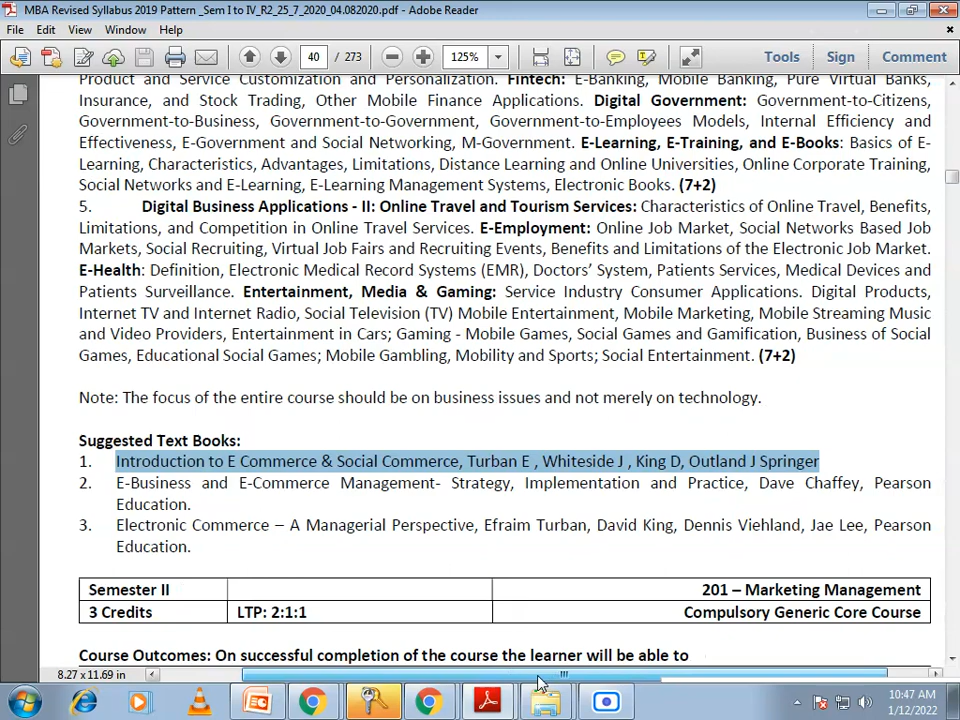 MBA Revised Syllabus 2019 Pattern _Sem I to IV_R2_25_7_2020_04.082020.pdf - Adobe Reader
File Edit View Window Help
40 / 273 125% Tools Sign Comment
Product and Service Customization and Personalization. Fintech: E-Banking, Mobile Banking, Pure Virtual Banks,
Insurance, and Stock Trading, Other Mobile Finance Applications. Digital Government: Government-to-Citizens,
Government-to-Business, Government-to-Government, Government-to-Employees Models, Internal Efficiency and
Effectiveness, E-Government and Social Networking, M-Government. E-Learning, E-Training, and E-Books: Basics of E-
Learning, Characteristics, Advantages, Limitations, Distance Learning and Online Universities, Online Corporate Training,
Social Networks and E-Learning, E-Learning Management Systems, Electronic Books. (7+2)
5. Digital Business Applications - II: Online Travel and Tourism Services: Characteristics of Online Travel, Benefits,
Limitations, and Competition in Online Travel Services. E-Employment: Online Job Market, Social Networks Based Job
Markets, Social Recruiting, Virtual Job Fairs and Recruiting Events, Benefits and Limitations of the Electronic Job Market.
E-Health: Definition, Electronic Medical Record Systems (EMR), Doctors' System, Patients Services, Medical Devices and
Patients Surveillance. Entertainment, Media & Gaming: Service Industry Consumer Applications. Digital Products,
Internet TV and Internet Radio, Social Television (TV) Mobile Entertainment, Mobile Marketing, Mobile Streaming Music
and Video Providers, Entertainment in Cars; Gaming - Mobile Games, Social Games and Gamification, Business of Social
Games, Educational Social Games; Mobile Gambling, Mobility and Sports; Social Entertainment. (7+2)
Note: The focus of the entire course should be on business issues and not merely on technology.
Suggested Text Books:
1. Introduction to E Commerce & Social Commerce, Turban E , Whiteside J , King D, Outland J Springer
2. E-Business and E-Commerce Management- Strategy, Implementation and Practice, Dave Chaffey, Pearson
Education.
3. Electronic Commerce – A Managerial Perspective, Efraim Turban, David King, Dennis Viehland, Jae Lee, Pearson
Education.
Semester II 201 – Marketing Management
3 Credits LTP: 2:1:1 Compulsory Generic Core Course
Course Outcomes: On successful completion of the course the learner will be able to
8.27 x 11.69 in
10:47 AM
1/12/2022